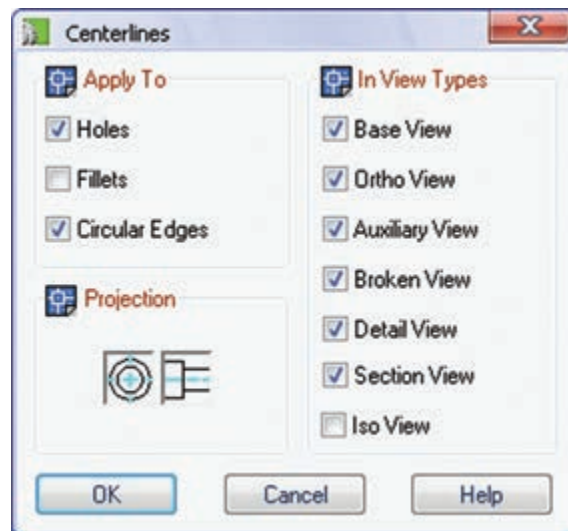 Centerlines
Apply To
Holes
Fillets
Circular Edges
Projection
In View Types
Base View
Ortho View
Auxiliary View
Broken View
Detail View
Section View
Iso View
OK
Cancel
Help